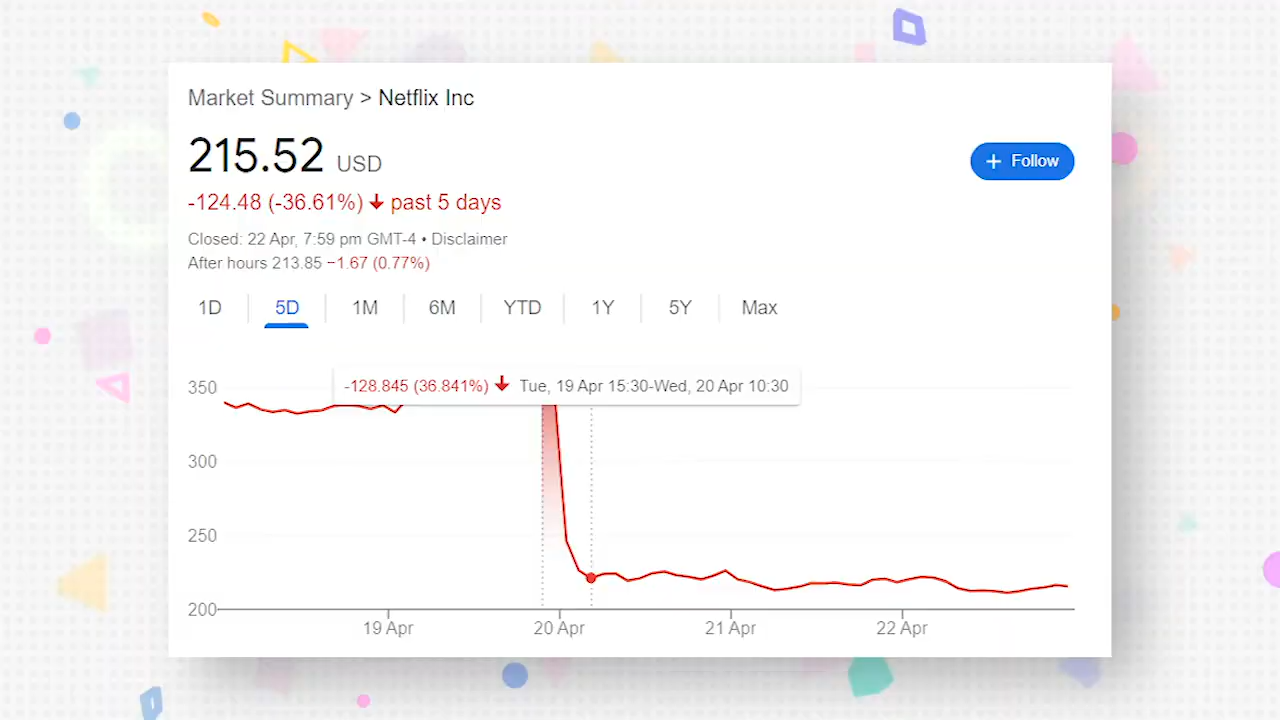 Market Summary > Netflix Inc
215.52 USD
+ Follow
-124.48 (-36.61%) ↓ past 5 days
Closed: 22 Apr, 7:59 pm GMT-4 • Disclaimer
After hours 213.85 −1.67 (0.77%)
1D 5D 1M 6M YTD 1Y 5Y Max
-128.845 (36.841%) ↓ Tue, 19 Apr 15:30-Wed, 20 Apr 10:30
350
300
250
200
19 Apr 20 Apr 21 Apr 22 Apr